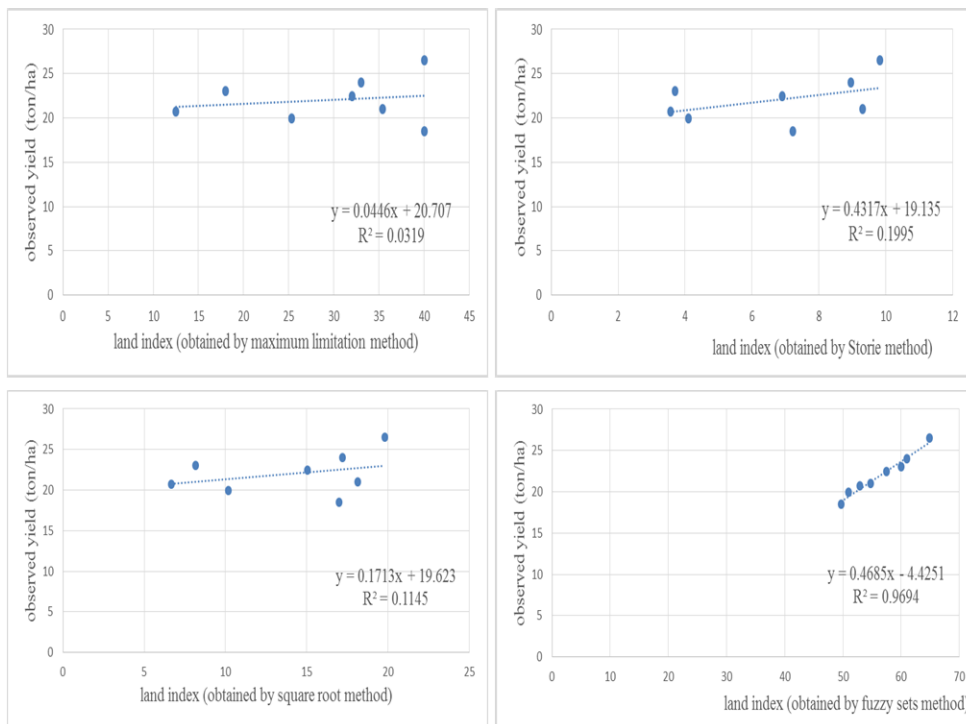 observed yield (ton/ha)
30
25
20
15
10
5
0
y = 0.0446x + 20.707
R² = 0.0319
0 5 10 15 20 25 30 35 40 45
land index (obtained by maximum limitation method)
observed yield (ton/ha)
30
25
20
15
10
5
0
y = 0.4317x + 19.135
R² = 0.1995
0 2 4 6 8 10 12
land index (obtained by Storie method)
observed yield (ton/ha)
30
25
20
15
10
5
0
y = 0.1713x + 19.623
R² = 0.1145
0 5 10 15 20 25
land index (obtained by square root method)
observed yield (ton/ha)
30
25
20
15
10
5
0
y = 0.4685x - 4.4251
R² = 0.9694
0 10 20 30 40 50 60 70
land index (obtained by fuzzy sets method)